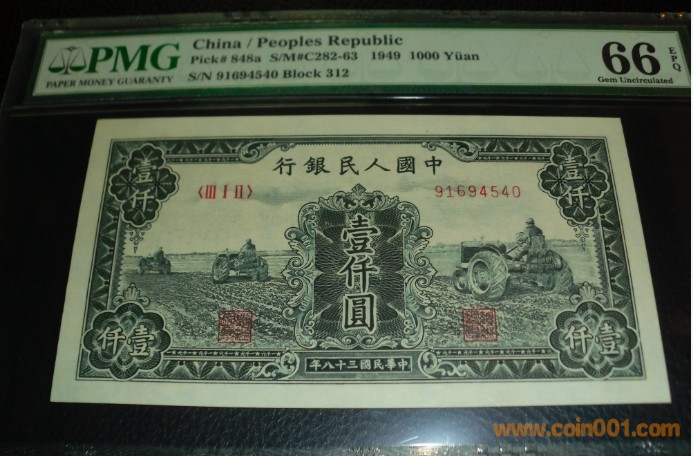 PMG
PAPER MONEY GUARANTY
China / Peoples Republic
Pick# 848a S/M#C282-63 1949 1000 Yüan
S/N 91694540 Block 312
66 EPQ
Gem Uncirculated
行銀民人國中
壹仟
壹仟
〈Ⅲ Ⅰ Ⅱ〉
91694540
壹仟圓
仟壹
仟壹
年八十三國民華中
www.coin001.com